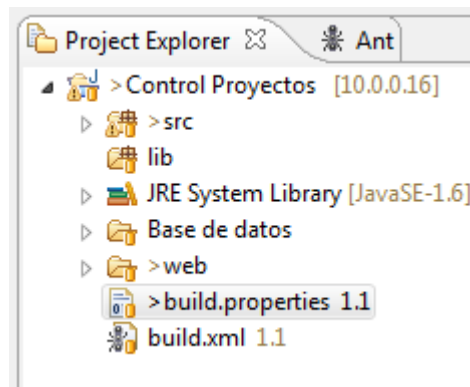 Project Explorer Ant
>Control Proyectos [10.0.0.16]
>src
lib
JRE System Library [JavaSE-1.6]
Base de datos
>web
>build.properties 1.1
build.xml 1.1